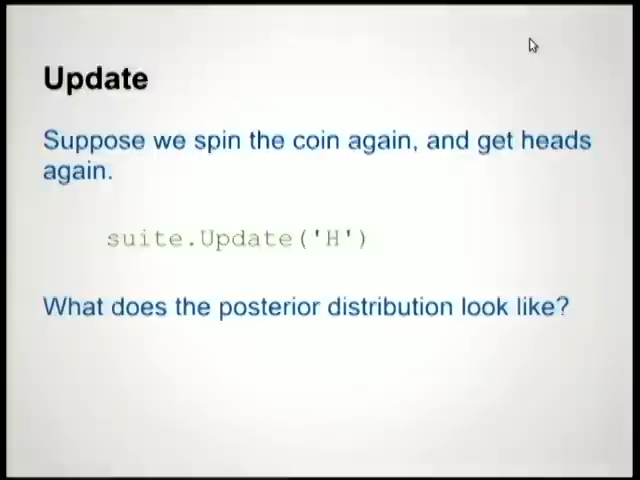 Update
Suppose we spin the coin again, and get heads
again.
suite.Update('H')
What does the posterior distribution look like?